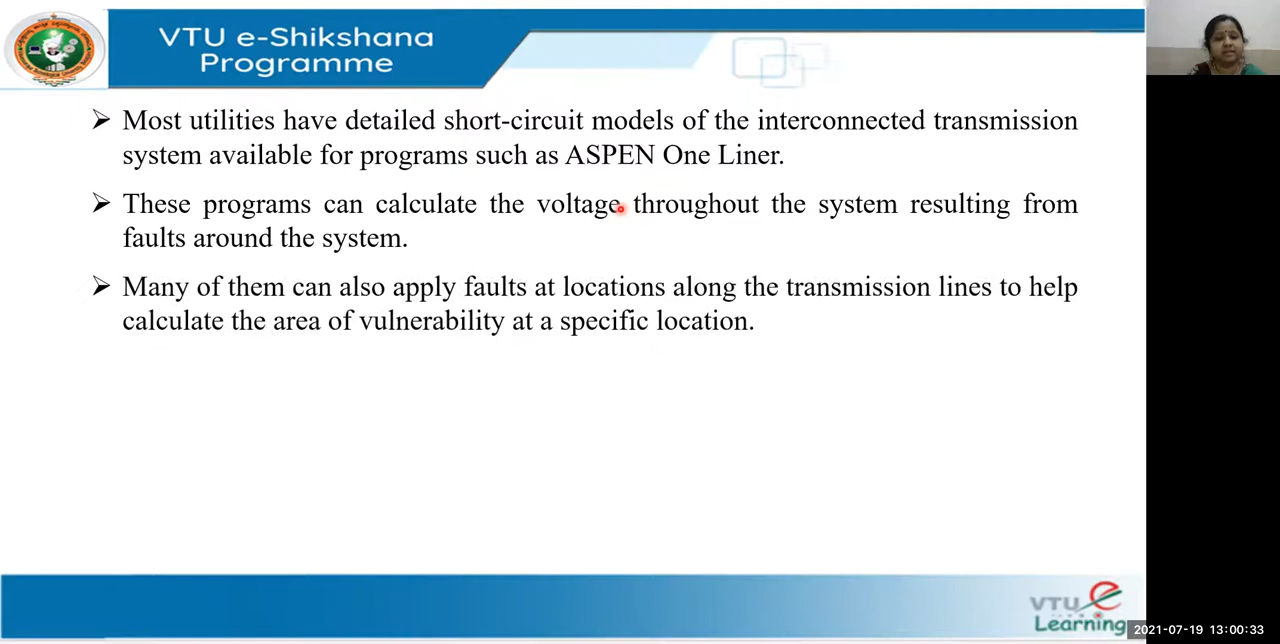 VTU e-Shikshana
Programme
➢ Most utilities have detailed short-circuit models of the interconnected transmission
system available for programs such as ASPEN One Liner.
➢ These programs can calculate the voltage throughout the system resulting from
faults around the system.
➢ Many of them can also apply faults at locations along the transmission lines to help
calculate the area of vulnerability at a specific location.
VTU e
Learning
2021-07-19 13:00:33